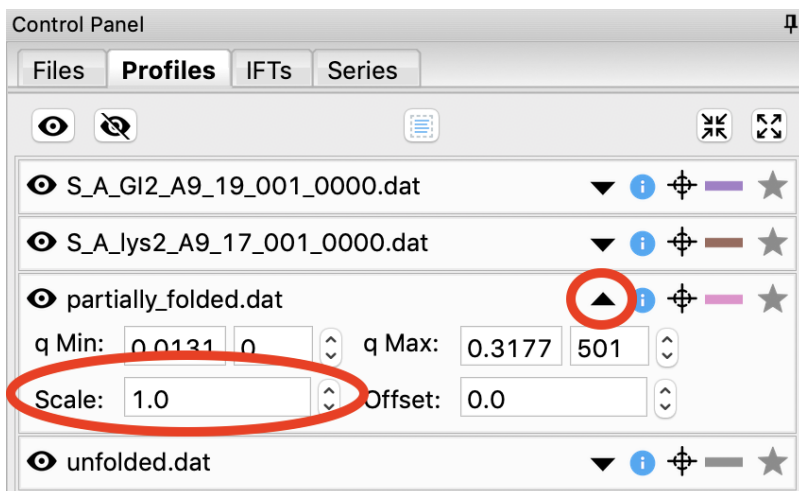 Control Panel
Files Profiles IFTs Series
S_A_GI2_A9_19_001_0000.dat
S_A_lys2_A9_17_001_0000.dat
partially_folded.dat
q Min: 0.0131 0 q Max: 0.3177 501
Scale: 1.0 Offset: 0.0
unfolded.dat